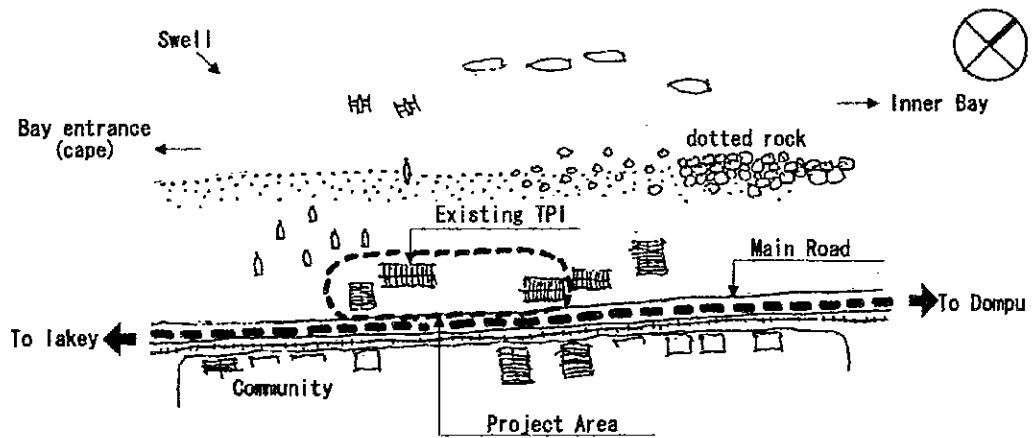 Swell
Inner Bay
Bay entrance
(cape)
dotted rock
Existing TPI
Main Road
To Dompu
To lakey
Community
Project Area